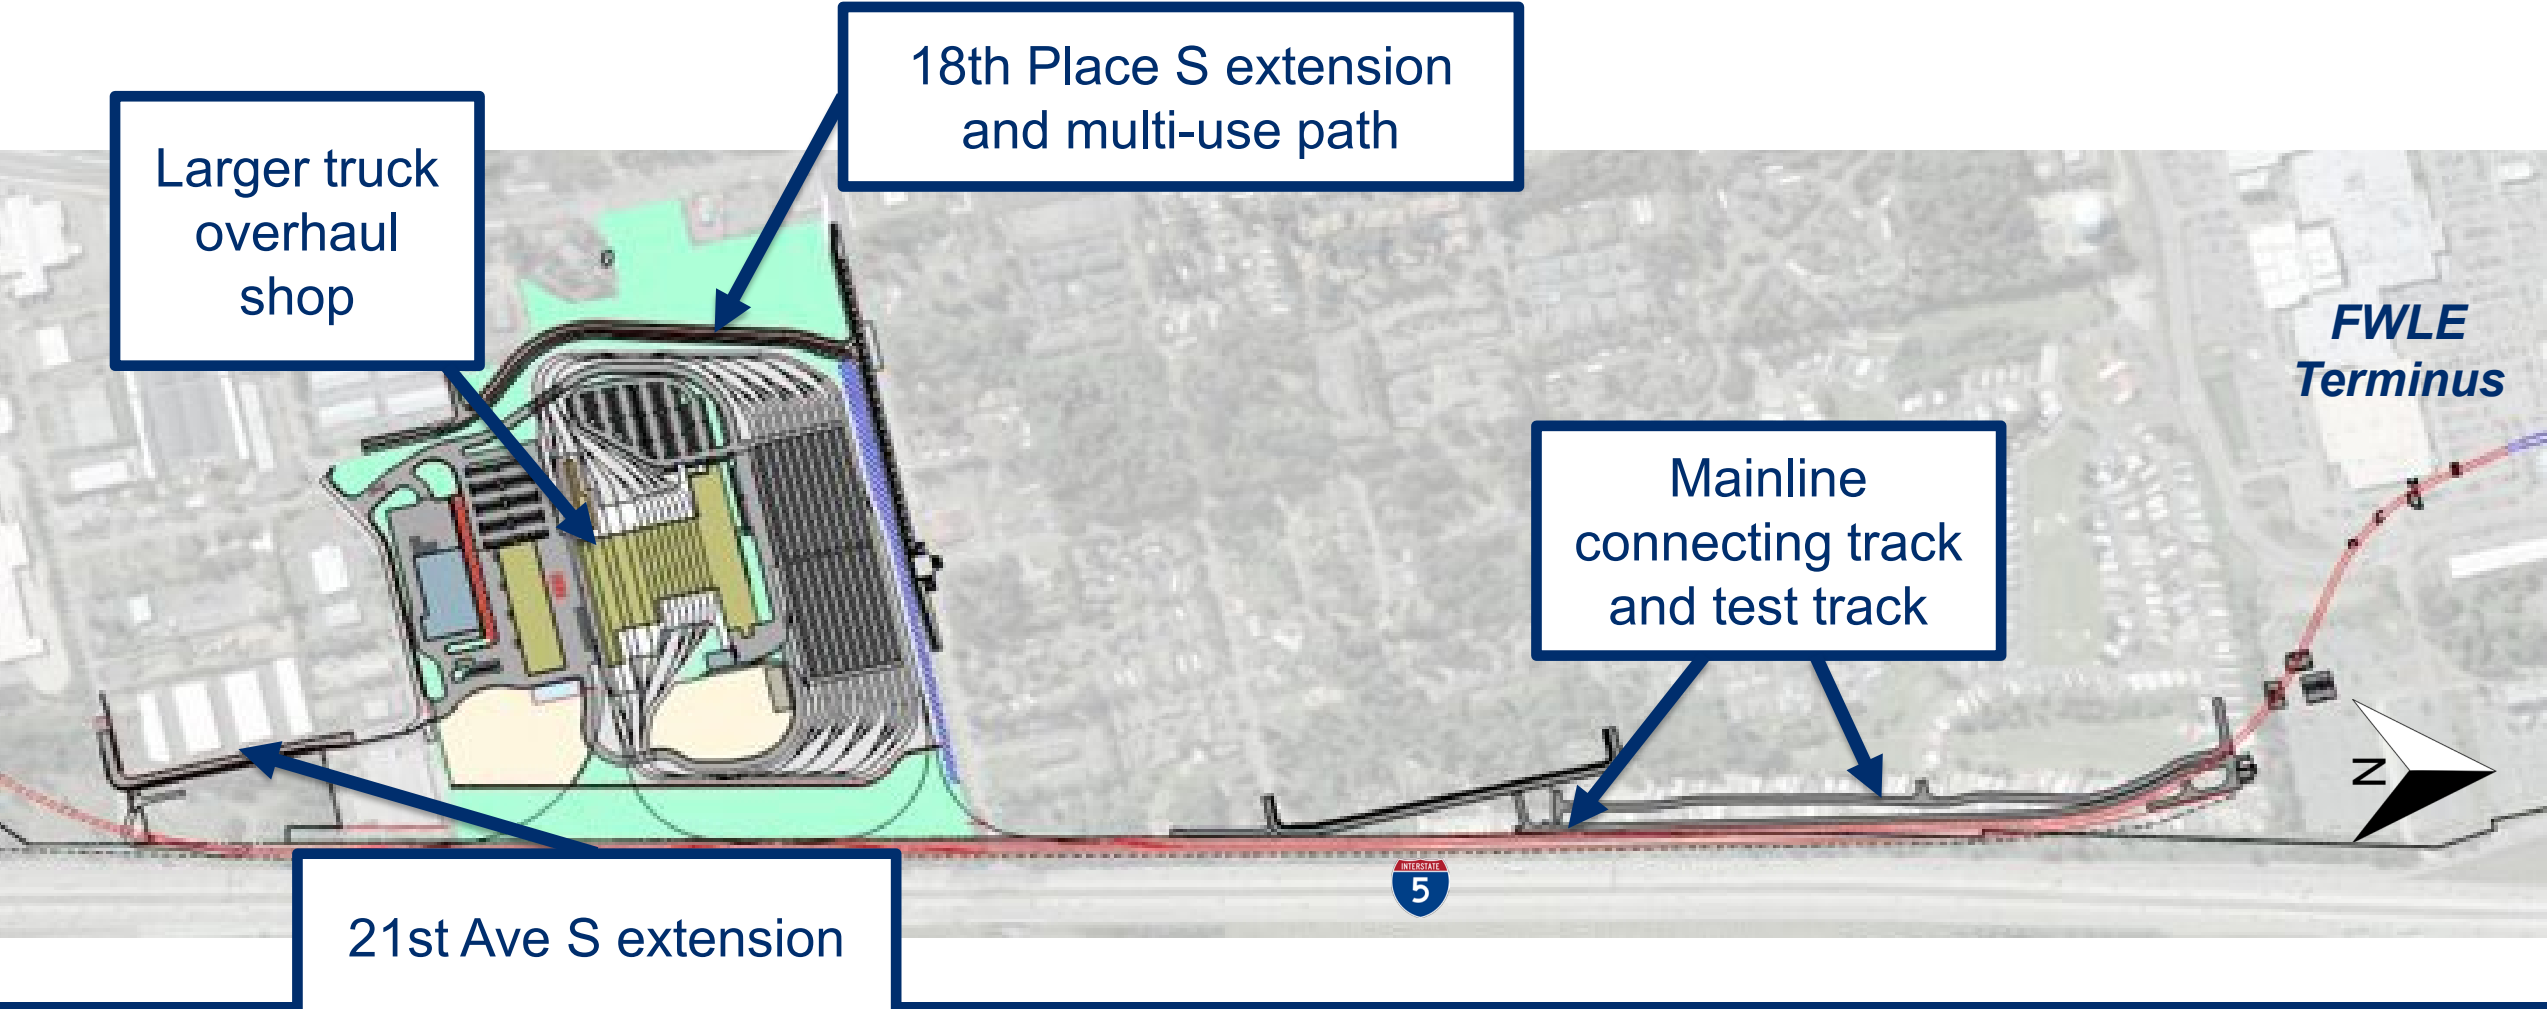 18th Place S extension
and multi-use path
Larger truck
overhaul
shop
FWLE
Terminus
Mainline
connecting track
and test track
N
INTERSTATE
5
21st Ave S extension